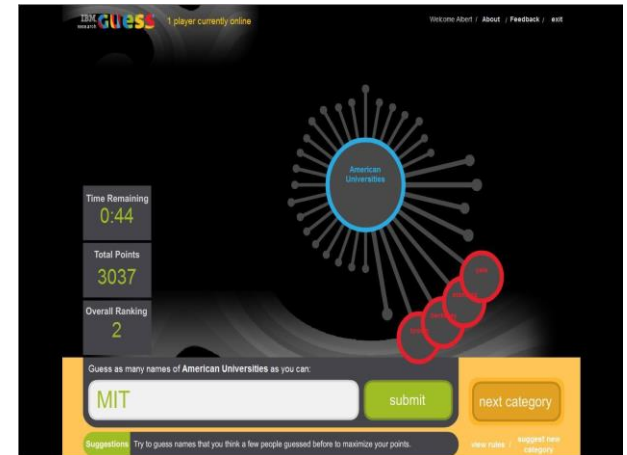 IBM GUESS 1 player currently online
research
Welcome Albert / About / Feedback / exit
American
Universities
Time Remaining
0:44
Total Points
3037
Overall Ranking
2
yale
Guess as many names of American Universities as you can:
MIT
submit
next category
Suggestions Try to guess names that you think a few people guessed before to maximize your points.
view rules / suggest new
category